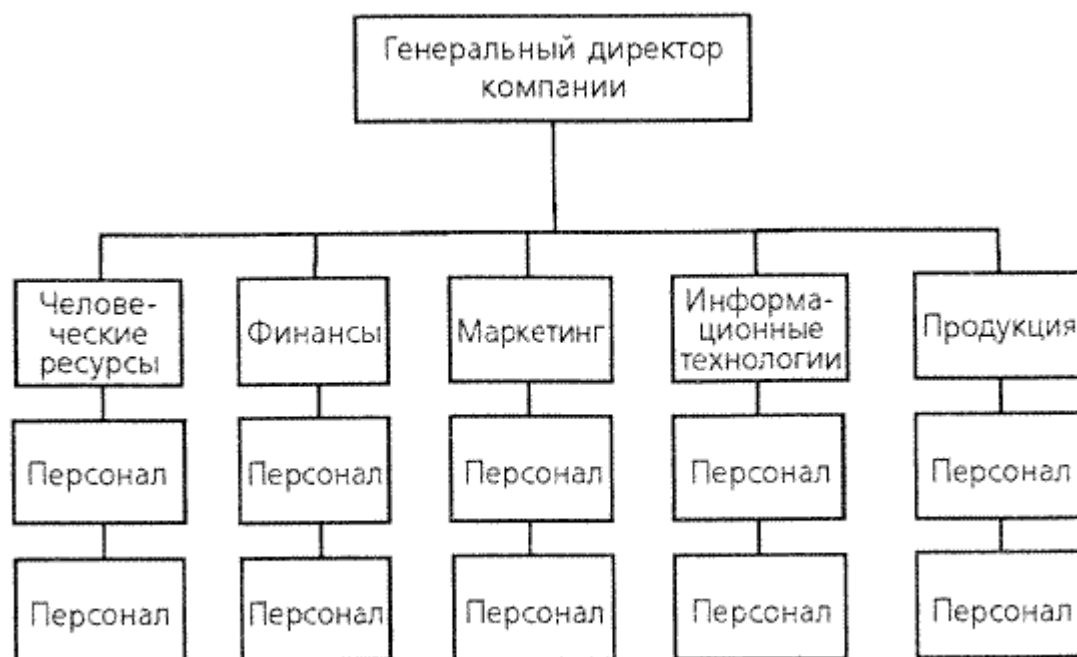 Генеральный директор
компании
Челове-
ческие
ресурсы
Финансы
Маркетинг
Информа-
ционные
технологии
Продукция
Персонал
Персонал
Персонал
Персонал
Персонал
Персонал
Персонал
Персонал
Персонал
Персонал